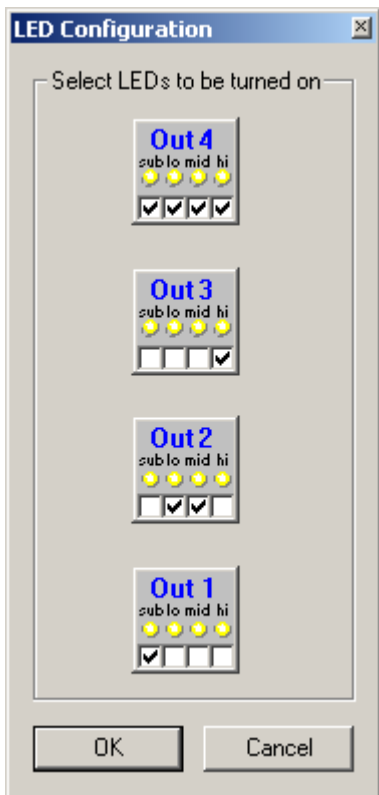 LED Configuration
Select LEDs to be turned on
Out 4
sub lo mid hi
Out 3
sub lo mid hi
Out 2
sub lo mid hi
Out 1
sub lo mid hi
OK Cancel